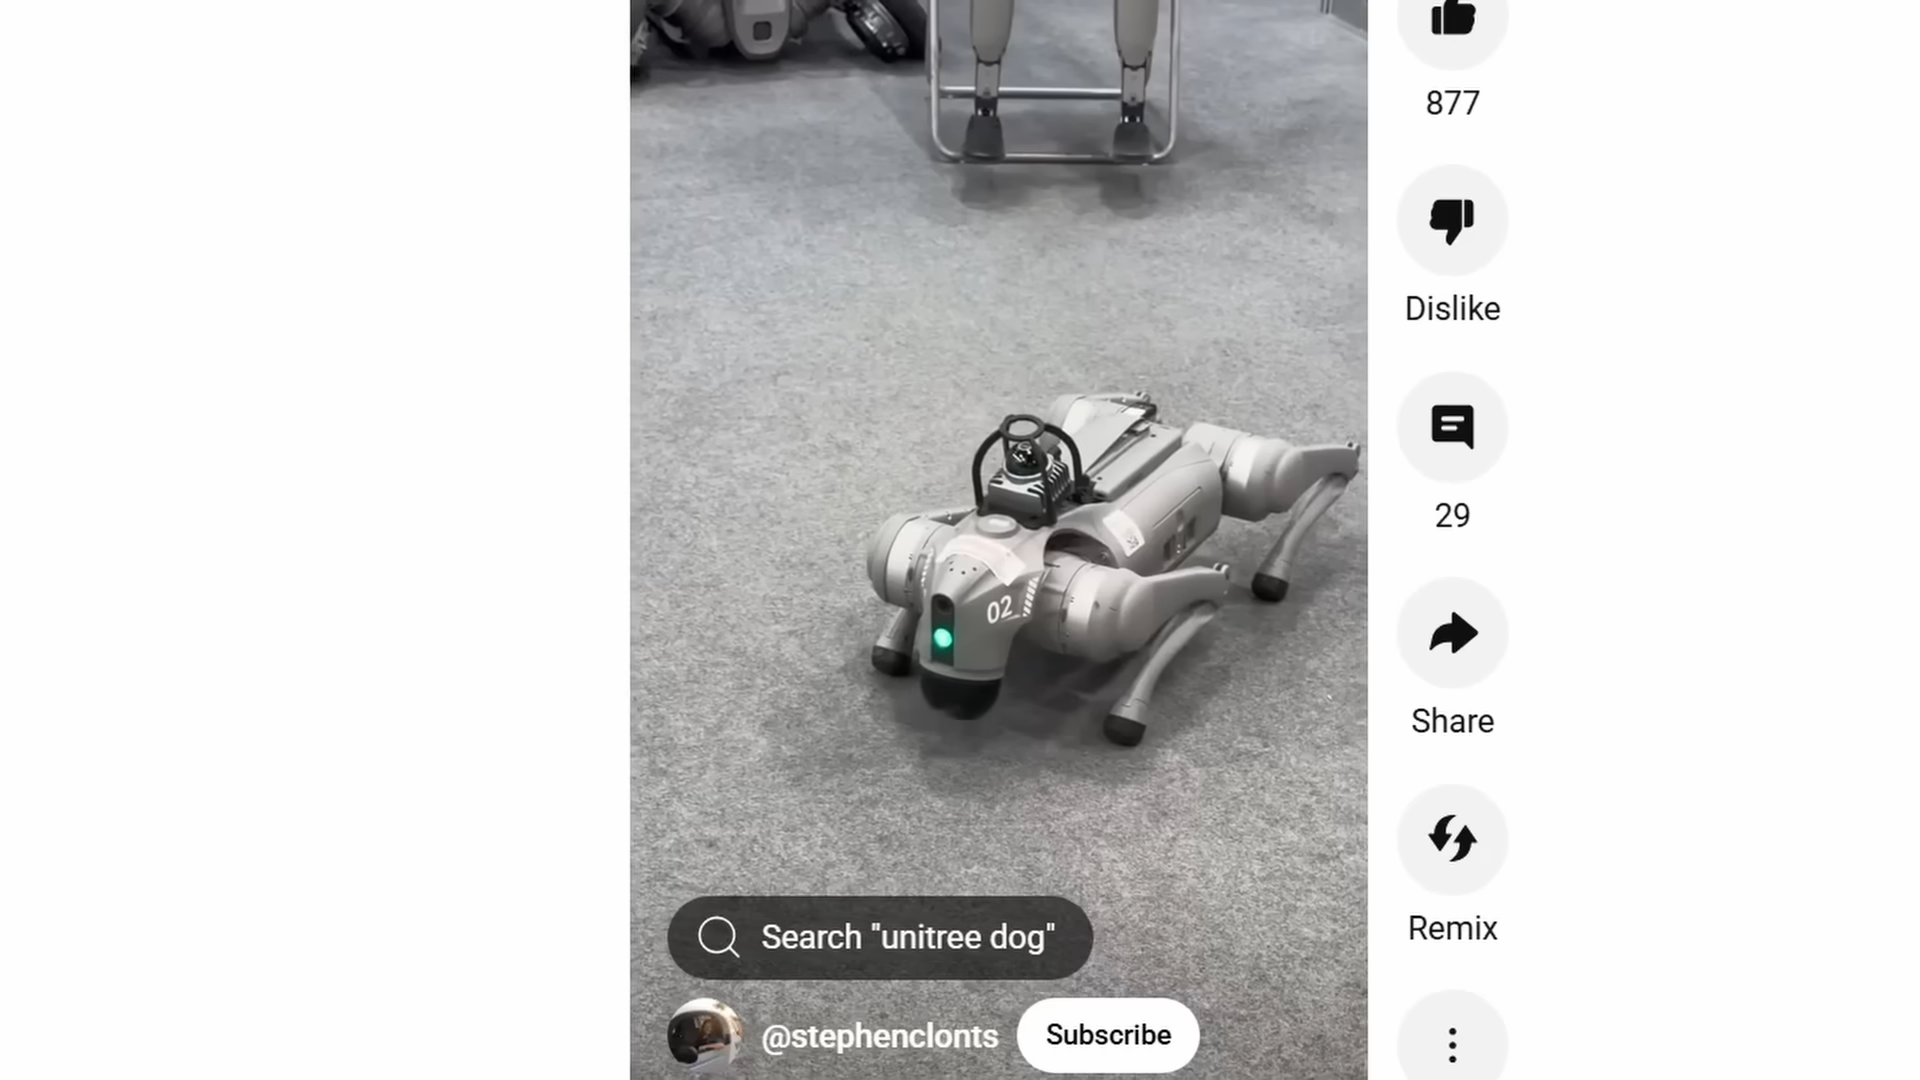 877
Dislike
29
Share
Remix
02
Search "unitree dog"
@stephenclonts
Subscribe